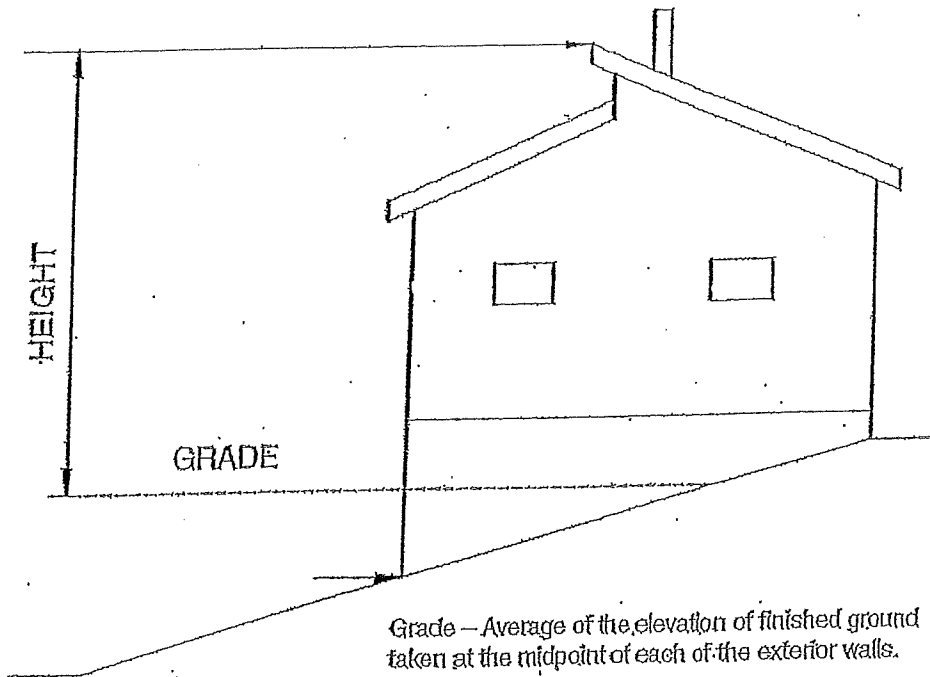 HEIGHT
GRADE
Grade – Average of the elevation of finished ground
taken at the midpoint of each of the exterior walls.